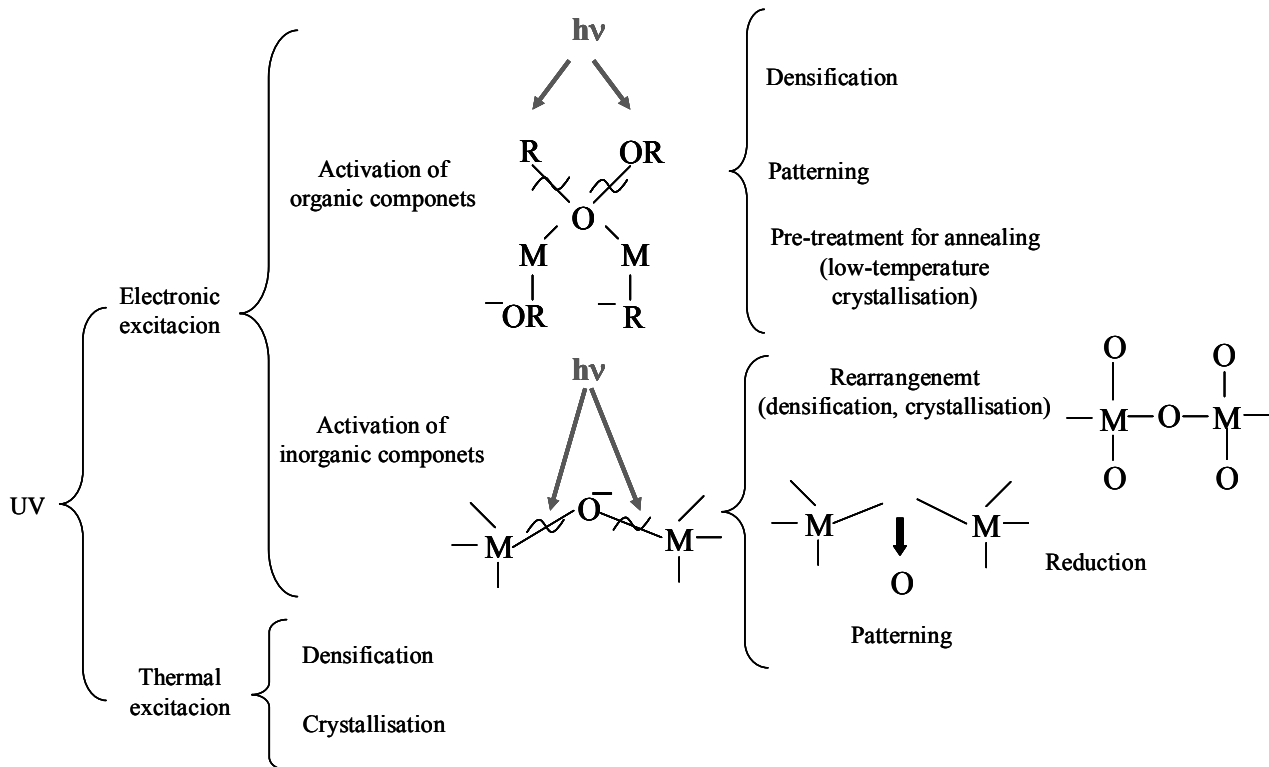 UV
Electronic
excitacion
Activation of
organic componets
hν
R
OR
O
M
M
−OR
−R
Densification
Patterning
Pre-treatment for annealing
(low-temperature
crystallisation)
Activation of
inorganic componets
hν
O−
M
M
Rearrangenemt
(densification, crystallisation)
O
O
M
O
M
O
O
M
M
O
Reduction
Patterning
Thermal
excitacion
Densification
Crystallisation